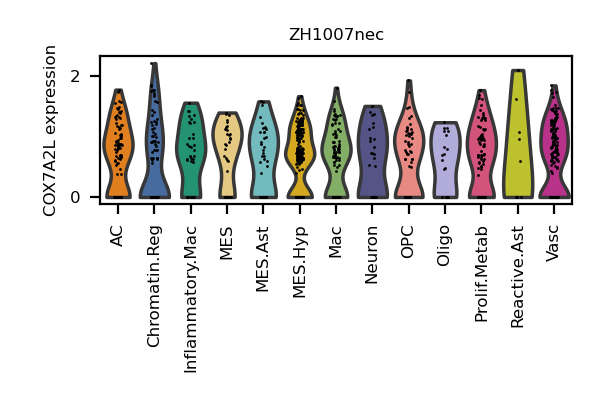 ZH1007nec
COX7A2L expression
2
0
AC
Chromatin.Reg
Inflammatory.Mac
MES
MES.Ast
MES.Hyp
Mac
Neuron
OPC
Oligo
Prolif.Metab
Reactive.Ast
Vasc